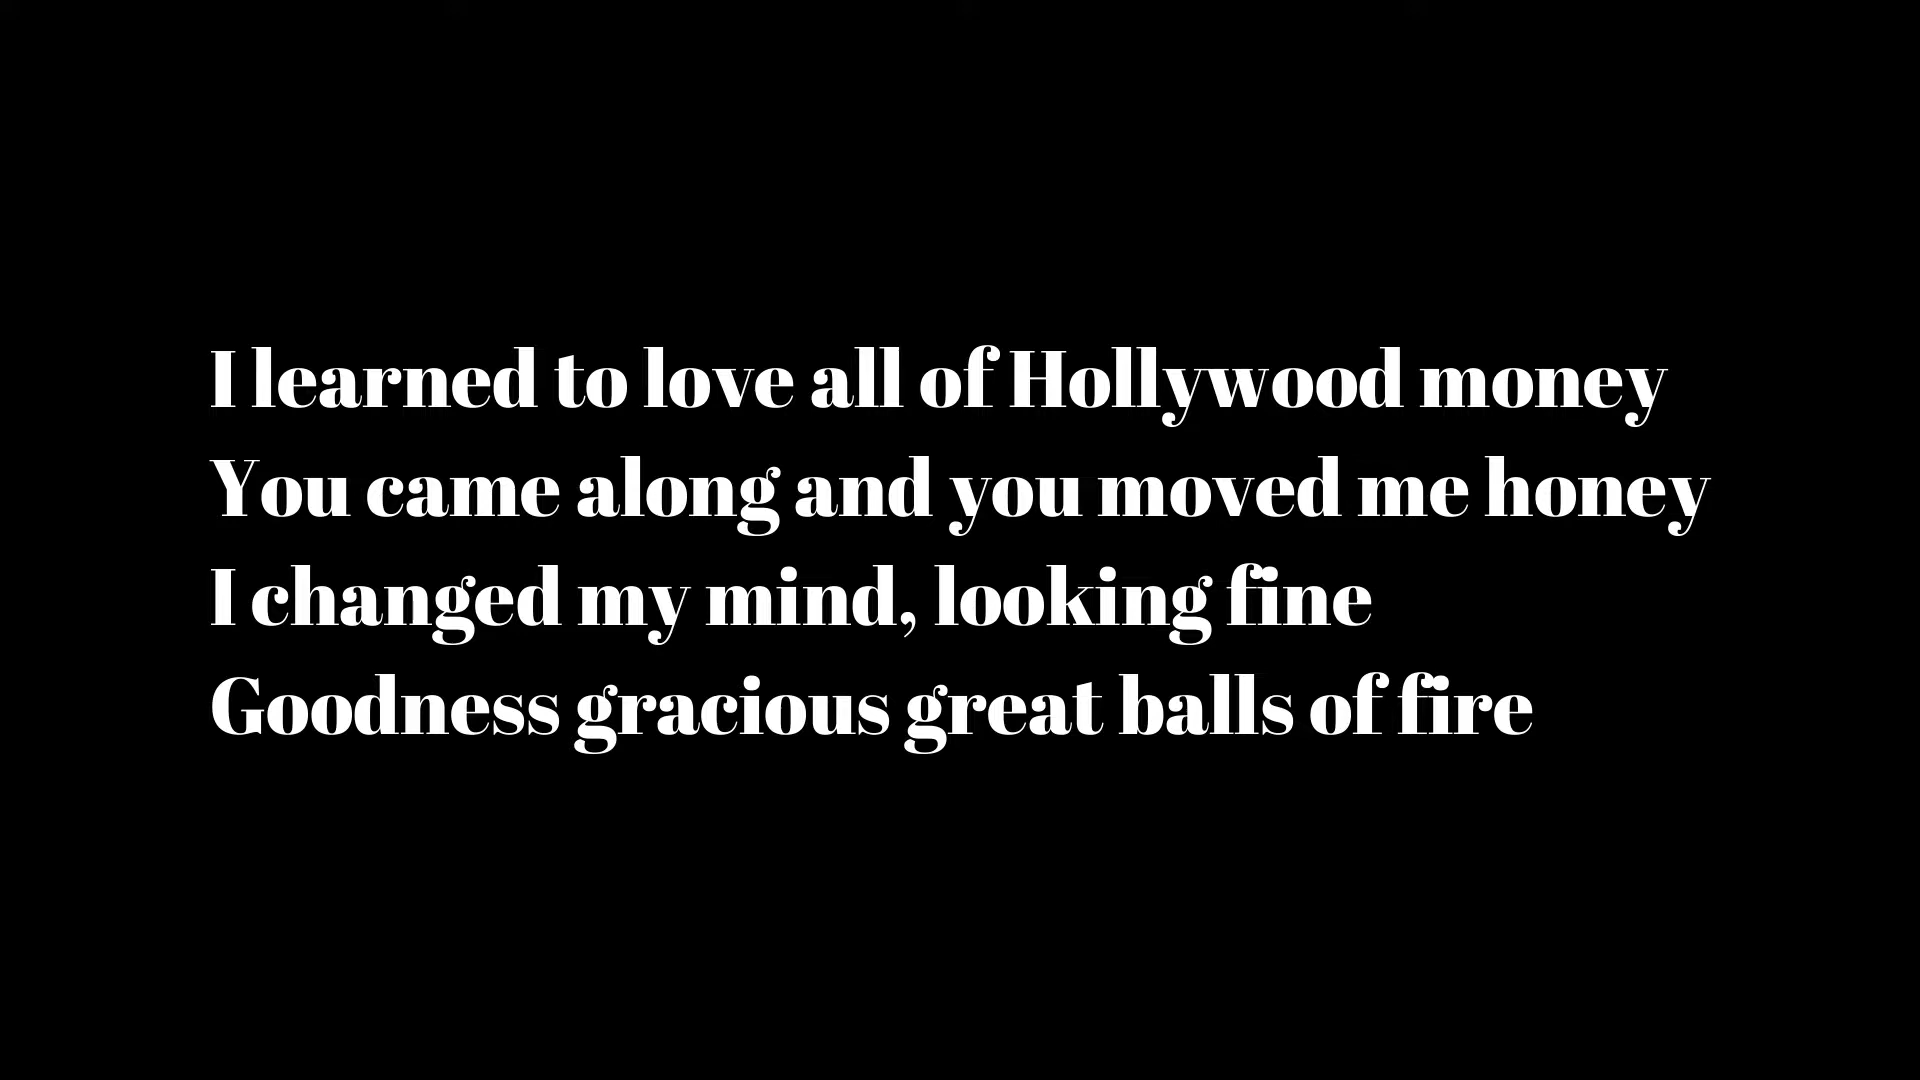 I learned to love all of Hollywood money
You came along and you moved me honey
I changed my mind, looking fine
Goodness gracious great balls of fire